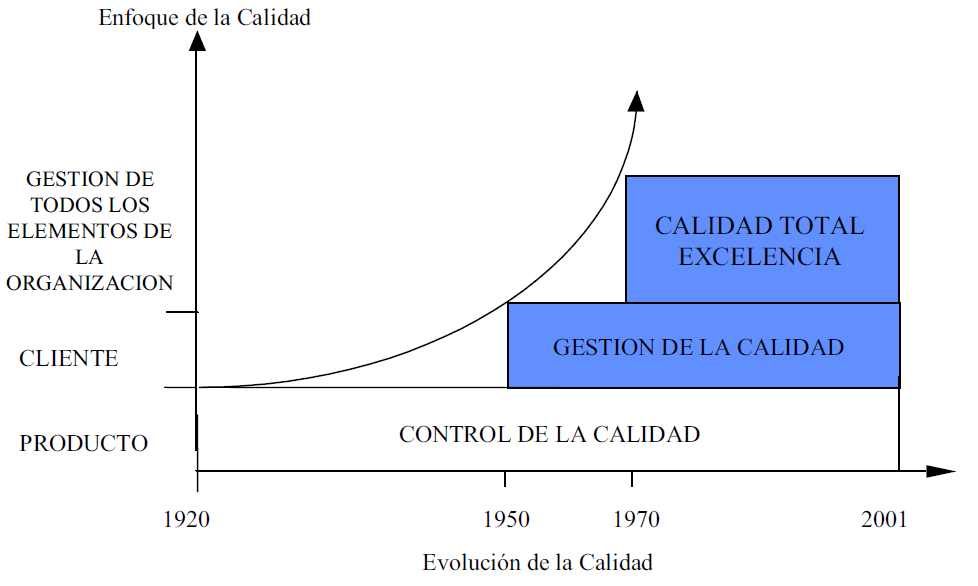 Enfoque de la Calidad
GESTION DE
TODOS LOS
ELEMENTOS DE
LA
ORGANIZACION
CALIDAD TOTAL
EXCELENCIA
CLIENTE
GESTION DE LA CALIDAD
PRODUCTO
CONTROL DE LA CALIDAD
1920
1950
1970
2001
Evolución de la Calidad